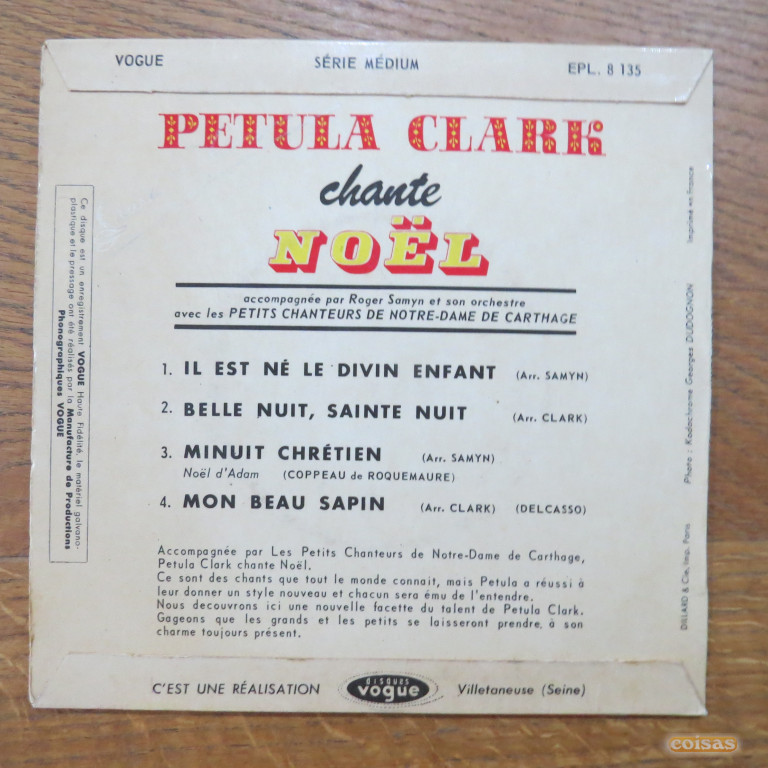 VOGUE SÉRIE MÉDIUM EPL. 8 135
PETULA CLARK
chante
NOËL
accompagnée par Roger Samyn et son orchestre
avec les PETITS CHANTEURS DE NOTRE-DAME DE CARTHAGE
1. IL EST NÉ LE DIVIN ENFANT (Arr. SAMYN)
2. BELLE NUIT, SAINTE NUIT (Arr. CLARK)
3. MINUIT CHRÉTIEN (Arr. SAMYN)
Noël d'Adam (COPPEAU de ROQUEMAURE)
4. MON BEAU SAPIN (Arr. CLARK) (DELCASSO)
Accompagnée par Les Petits Chanteurs de Notre-Dame de Carthage,
Petula Clark chante Noël.
Ce sont des chants que tout le monde connait, mais Petula a réussi à
leur donner un style nouveau et chacun sera ému de l'entendre.
Nous decouvrons ici une nouvelle facette du talent de Petula Clark.
Gageons que les grands et les petits se laisseront prendre à son
charme toujours présent.
C'EST UNE RÉALISATION disques vogue Villetaneuse (Seine)
Ce disque est un enregistrement VOGUE Haute Fidélité, le matériel galvano-
plastique et le pressage ont été réalisés par la Manufacture de Productions
Phonographiques VOGUE
DILLARD & Cie, Imp. Paris Photo : Kodachrome Georges DUDOGNON Imprimé en France
coisas